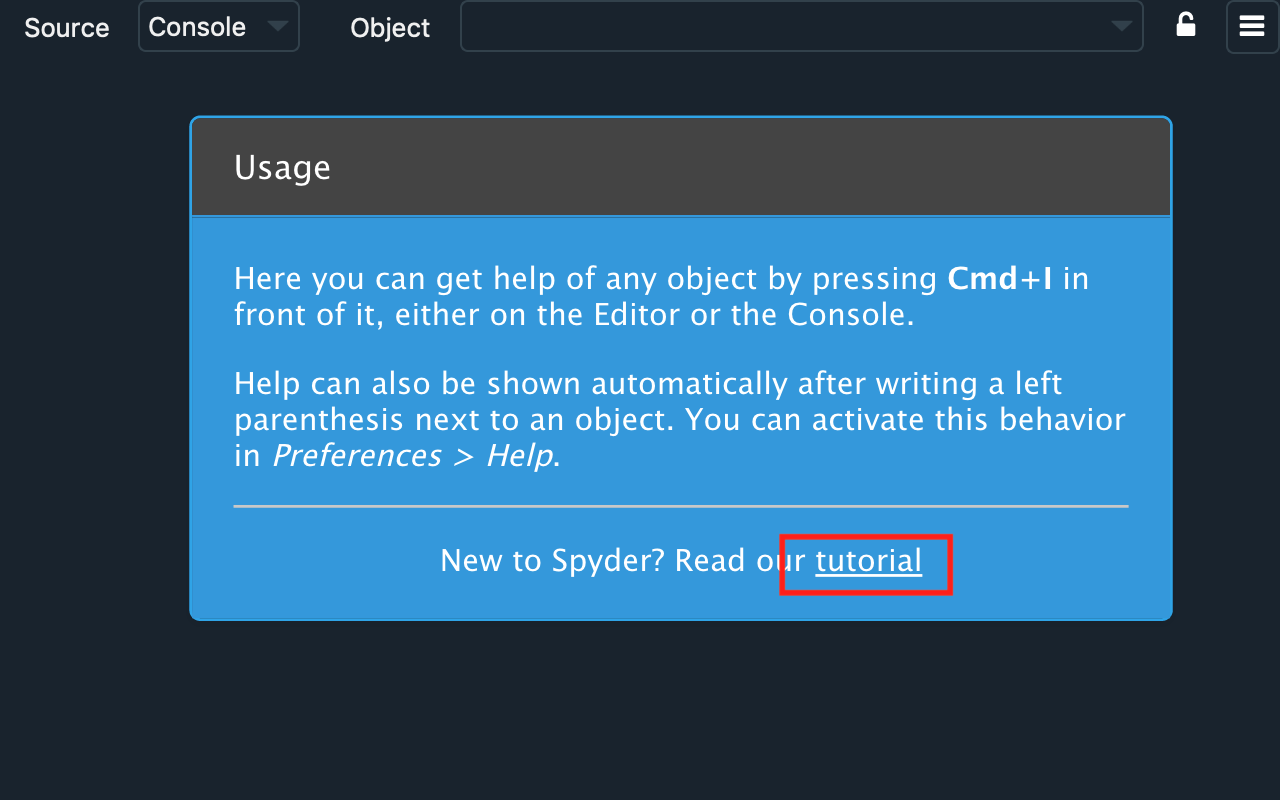 Source Console Object
Usage
Here you can get help of any object by pressing Cmd+I in
front of it, either on the Editor or the Console.
Help can also be shown automatically after writing a left
parenthesis next to an object. You can activate this behavior
in Preferences > Help.
New to Spyder? Read our tutorial